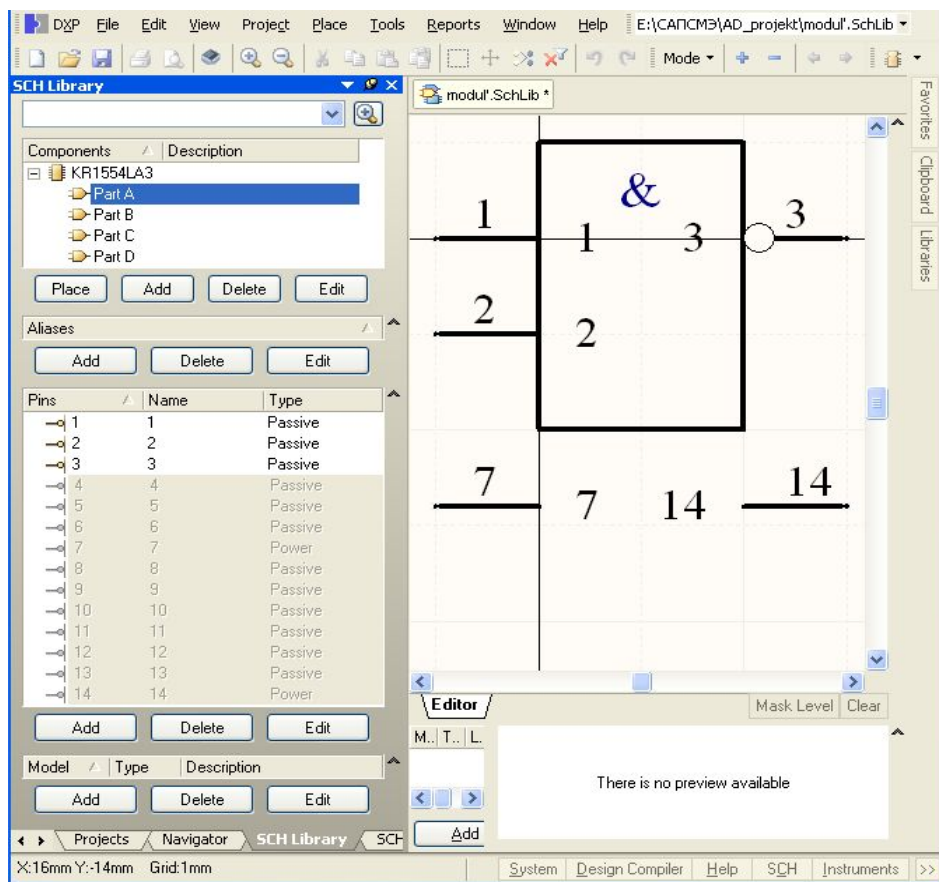 DXP File Edit View Project Place Tools Reports Window Help E:\САПСМЭ\AD_projekt\modul'.SchLib
Mode
SCH Library
modul'.SchLib *
Components Description
KR1554LA3
Part A
Part B
Part C
Part D
Place Add Delete Edit
Aliases
Add Delete Edit
Pins Name Type
1 1 Passive
2 2 Passive
3 3 Passive
4 4 Passive
5 5 Passive
6 6 Passive
7 7 Power
8 8 Passive
9 9 Passive
10 10 Passive
11 11 Passive
12 12 Passive
13 13 Passive
14 14 Power
Add Delete Edit
Model Type Description
Add Delete Edit
Projects Navigator SCH Library SCH
&
1 1 3 3
2 2
7 7 14 14
Favorites
Clipboard
Libraries
Editor Mask Level Clear
M.. T.. L.
There is no preview available
Add
X:16mm Y:-14mm Grid:1mm System Design Compiler Help SCH Instruments >>